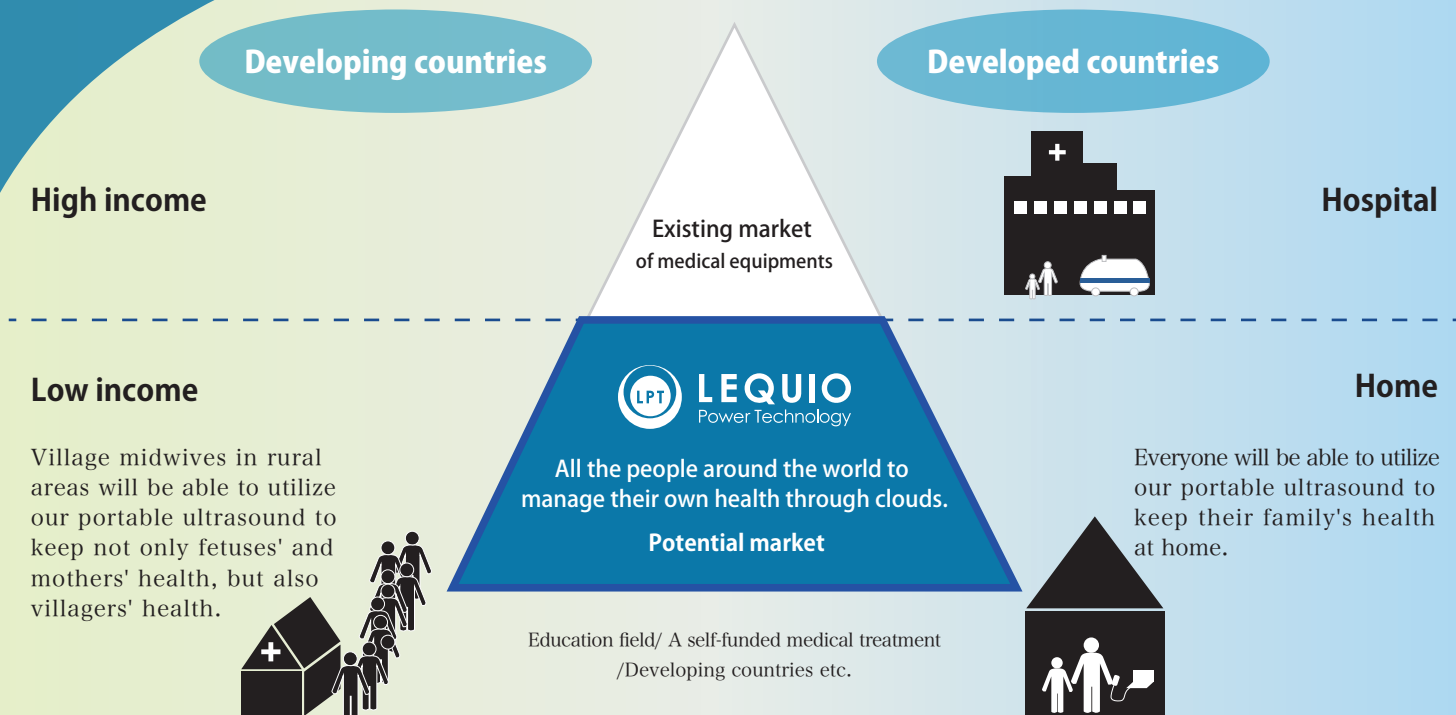 Developing countries
Developed countries
High income
Existing market
of medical equipments
Hospital
Low income
Village midwives in rural
areas will be able to utilize
our portable ultrasound to
keep not only fetuses' and
mothers' health, but also
villagers' health.
LPT
LEQUIO
Power Technology
All the people around the world to
manage their own health through clouds.
Potential market
Home
Everyone will be able to utilize
our portable ultrasound to
keep their family's health
at home.
Education field/ A self-funded medical treatment
/Developing countries etc.